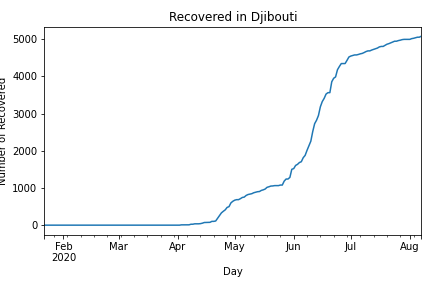 Recovered in Djibouti
Number of Recovered
5000
4000
3000
2000
1000
0
Feb
2020
Mar
Apr
May
Jun
Jul
Aug
Day